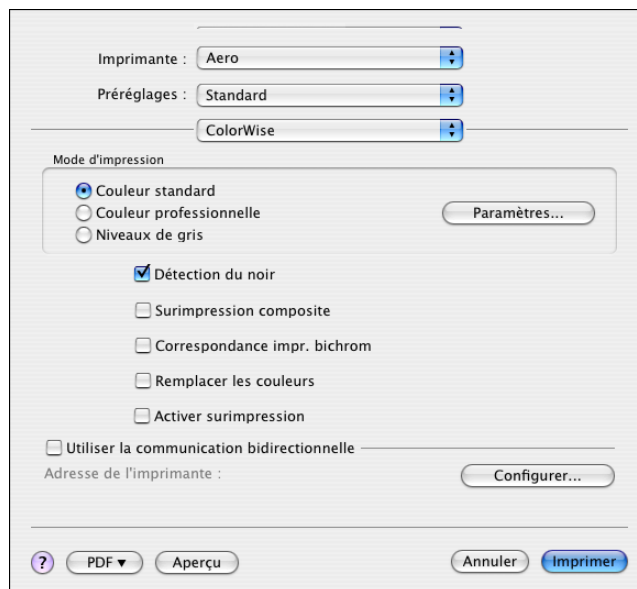 Imprimante : Aero
Préréglages : Standard
ColorWise
Mode d'impression
Couleur standard
Couleur professionnelle
Paramètres...
Niveaux de gris
Détection du noir
Surimpression composite
Correspondance impr. bichrom
Remplacer les couleurs
Activer surimpression
Utiliser la communication bidirectionnelle
Adresse de l'imprimante :
Configurer...
? PDF ▼ Aperçu Annuler Imprimer